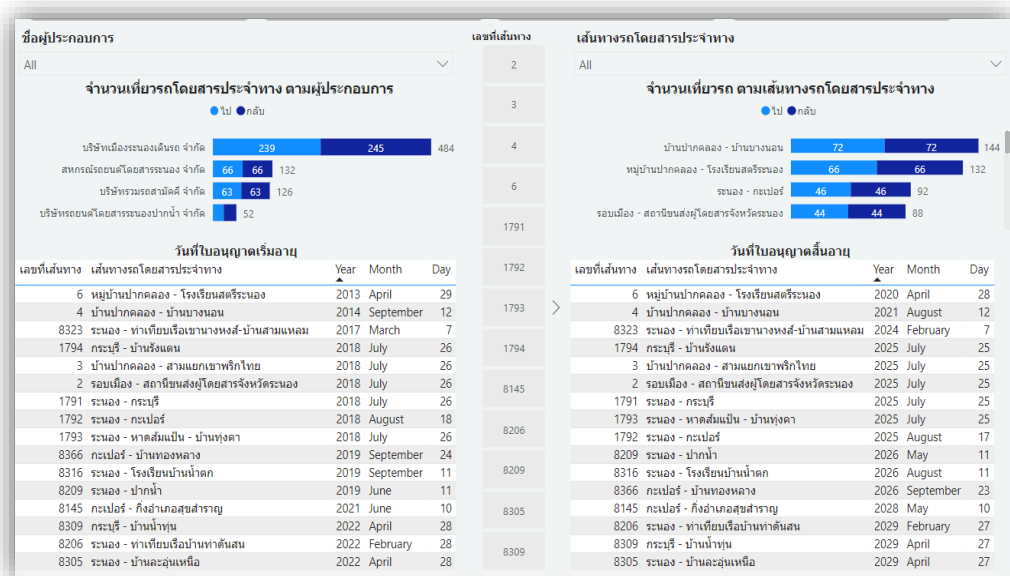 ชื่อผู้ประกอบการ
All
จำนวนเที่ยวรถโดยสารประจำทาง ตามผู้ประกอบการ
ไป กลับ
บริษัทเมืองระนองเดินรถ จำกัด 239 245 484
สหกรณ์รถยนต์โดยสารระนอง จำกัด 66 66 132
บริษัทรวมรถสามัคคี จำกัด 63 63 126
บริษัทรถยนต์โดยสารระนองปากน้ำ จำกัด 52
วันที่ใบอนุญาตเริ่มอายุ
เลขที่เส้นทาง เส้นทางรถโดยสารประจำทาง Year Month Day
6 หมู่บ้านปากคลอง - โรงเรียนสตรีระนอง 2013 April 29
4 บ้านปากคลอง - บ้านบางนอน 2014 September 12
8323 ระนอง - ท่าเทียบเรือเขานางหงส์-บ้านสามแหลม 2017 March 7
1794 กระบุรี - บ้านรังแตน 2018 July 26
3 บ้านปากคลอง - สามแยกเขาพริกไทย 2018 July 26
2 รอบเมือง - สถานีขนส่งผู้โดยสารจังหวัดระนอง 2018 July 26
1791 ระนอง - กระบุรี 2018 July 26
1792 ระนอง - กะเปอร์ 2018 August 18
1793 ระนอง - หาดส้มแป้น - บ้านทุ่งคา 2018 July 26
8366 กะเปอร์ - บ้านทองหลาง 2019 September 24
8316 ระนอง - โรงเรียนบ้านน้ำตก 2019 September 11
8209 ระนอง - ปากน้ำ 2019 June 11
8145 กะเปอร์ - กิ่งอำเภอสุขสำราญ 2021 June 10
8309 กระบุรี - บ้านน้ำทุ่น 2022 April 28
8206 ระนอง - ท่าเทียบเรือบ้านท่าต้นสน 2022 February 28
8305 ระนอง - บ้านละอุ่นเหนือ 2022 April 28
เลขที่เส้นทาง
2
3
4
6
1791
1792
1793
1794
8145
8206
8209
8305
8309
เส้นทางรถโดยสารประจำทาง
All
จำนวนเที่ยวรถ ตามเส้นทางรถโดยสารประจำทาง
ไป กลับ
บ้านปากคลอง - บ้านบางนอน 72 72 144
หมู่บ้านปากคลอง - โรงเรียนสตรีระนอง 66 66 132
ระนอง - กะเปอร์ 46 46 92
รอบเมือง - สถานีขนส่งผู้โดยสารจังหวัดระนอง 44 44 88
วันที่ใบอนุญาตสิ้นอายุ
เลขที่เส้นทาง เส้นทางรถโดยสารประจำทาง Year Month Day
6 หมู่บ้านปากคลอง - โรงเรียนสตรีระนอง 2020 April 28
4 บ้านปากคลอง - บ้านบางนอน 2021 August 12
8323 ระนอง - ท่าเทียบเรือเขานางหงส์-บ้านสามแหลม 2024 February 7
1794 กระบุรี - บ้านรังแตน 2025 July 25
3 บ้านปากคลอง - สามแยกเขาพริกไทย 2025 July 25
2 รอบเมือง - สถานีขนส่งผู้โดยสารจังหวัดระนอง 2025 July 25
1791 ระนอง - กระบุรี 2025 July 25
1793 ระนอง - หาดส้มแป้น - บ้านทุ่งคา 2025 July 25
1792 ระนอง - กะเปอร์ 2025 August 17
8209 ระนอง - ปากน้ำ 2026 May 11
8316 ระนอง - โรงเรียนบ้านน้ำตก 2026 August 11
8366 กะเปอร์ - บ้านทองหลาง 2026 September 23
8145 กะเปอร์ - กิ่งอำเภอสุขสำราญ 2028 May 10
8206 ระนอง - ท่าเทียบเรือบ้านท่าต้นสน 2029 February 27
8309 กระบุรี - บ้านน้ำทุ่น 2029 April 27
8305 ระนอง - บ้านละอุ่นเหนือ 2029 April 27